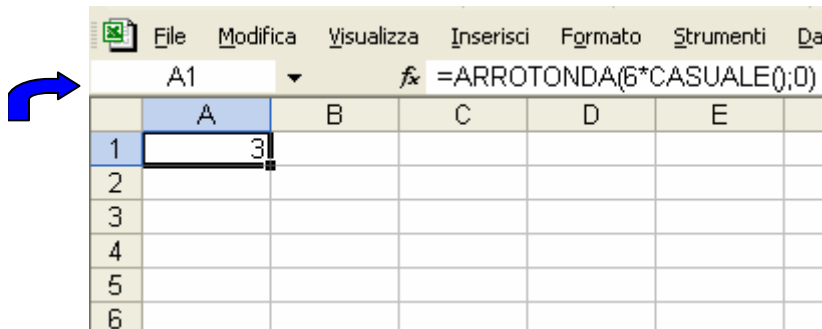 File Modifica Visualizza Inserisci Formato Strumenti Da
A1 fx =ARROTONDA(6*CASUALE();0)
A B C D E
1 3
2
3
4
5
6